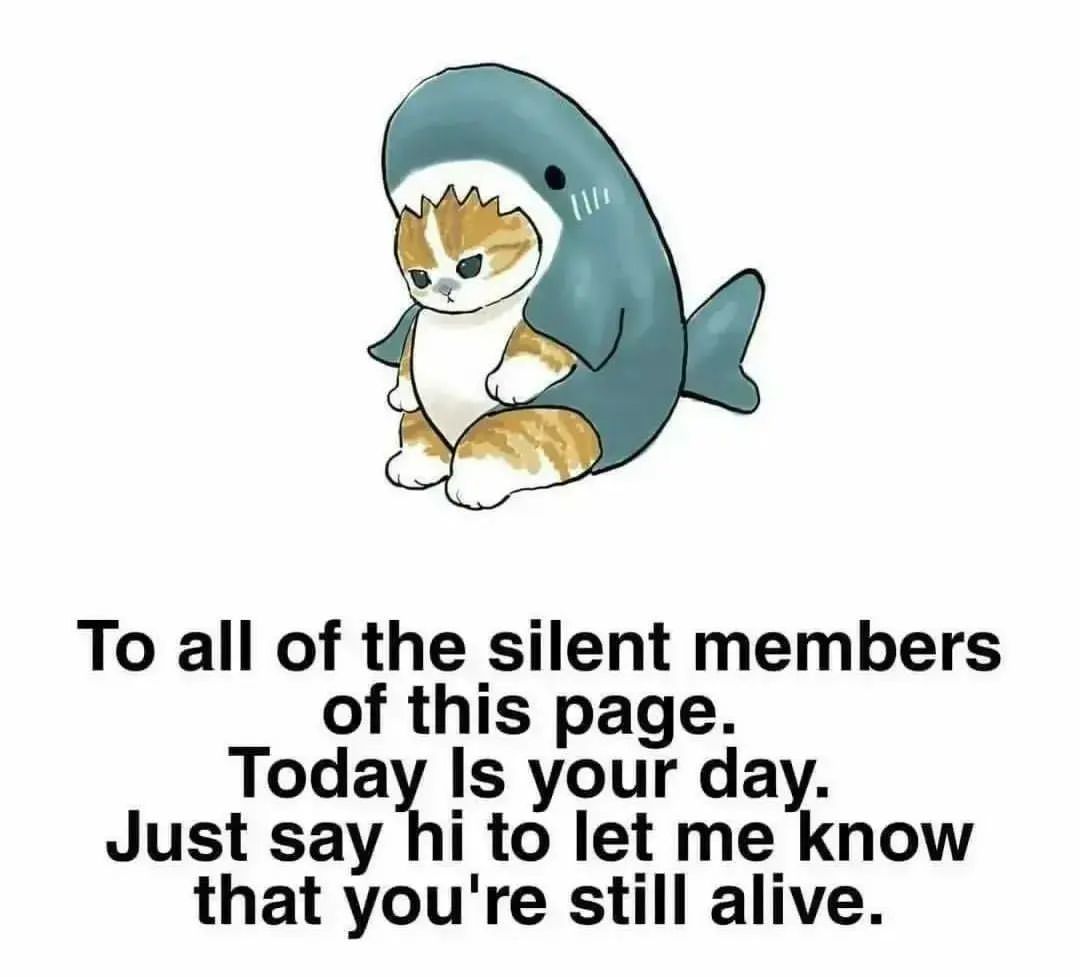 To all of the silent members
of this page.
Today Is your day.
Just say hi to let me know
that you're still alive.